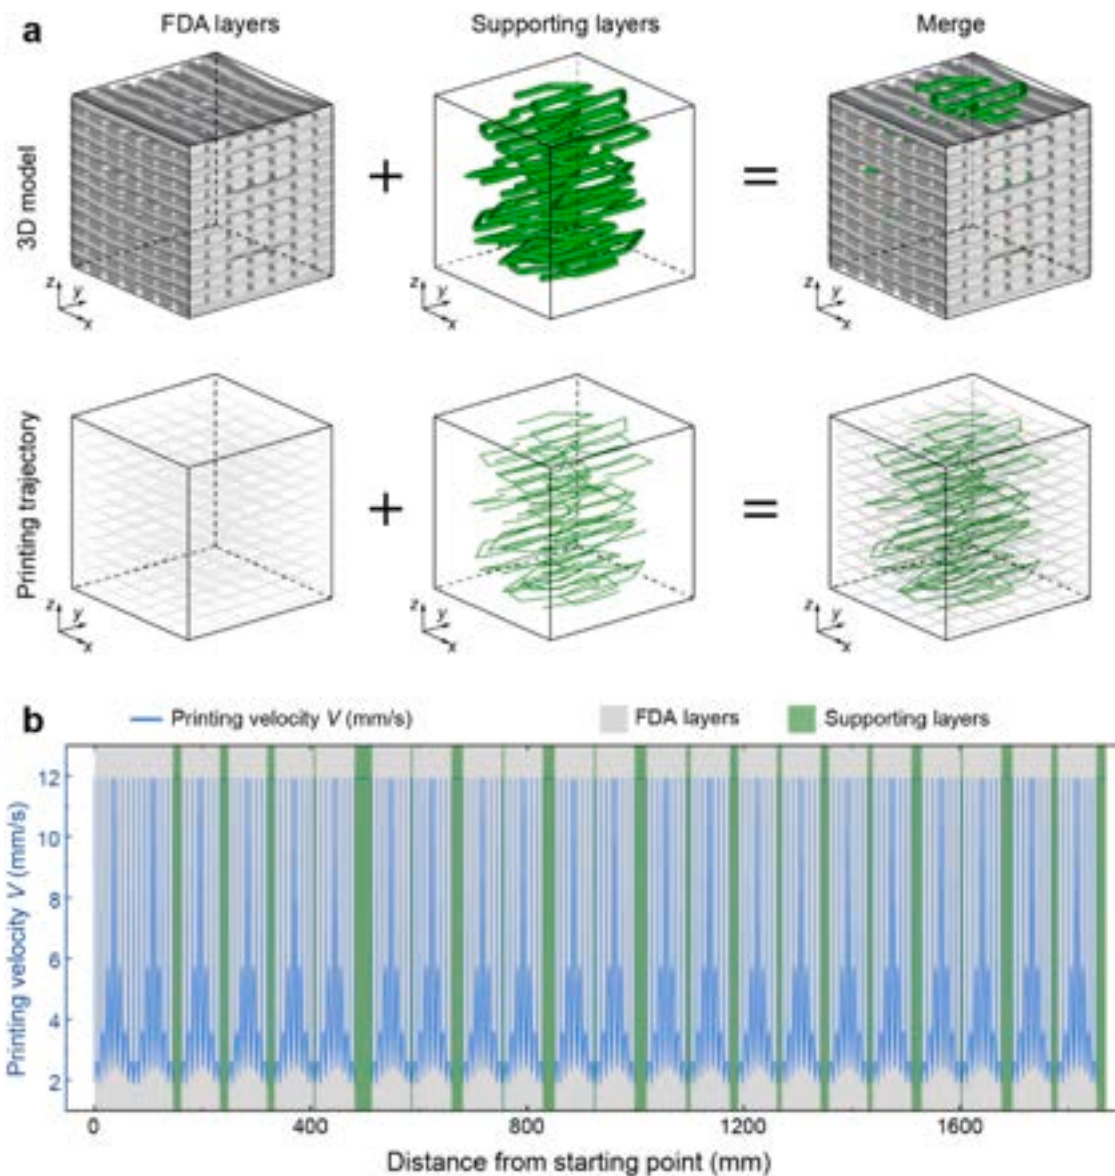 a
FDA layers
Supporting layers
Merge
3D model
+
=
z
y
x
z
y
x
z
y
x
Printing trajectory
+
=
z
y
x
z
y
x
z
y
x
b
Printing velocity V (mm/s)
FDA layers
Supporting layers
Printing velocity V (mm/s)
12
10
8
6
4
2
0
400
800
1200
1600
Distance from starting point (mm)